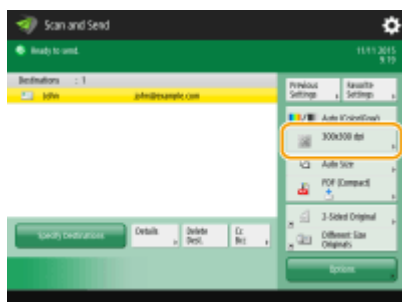 Scan and Send
Ready to send.
11/11 2015
9:19
Destinations : 1
John john@example.com
Previous Settings
Favorite Settings
Auto (Color/Gray)
300x300 dpi
Auto Size
PDF (Compact)
2-Sided Original
Different Size Originals
Specify Destinations
Details
Delete Dest.
Cc Bcc
Options